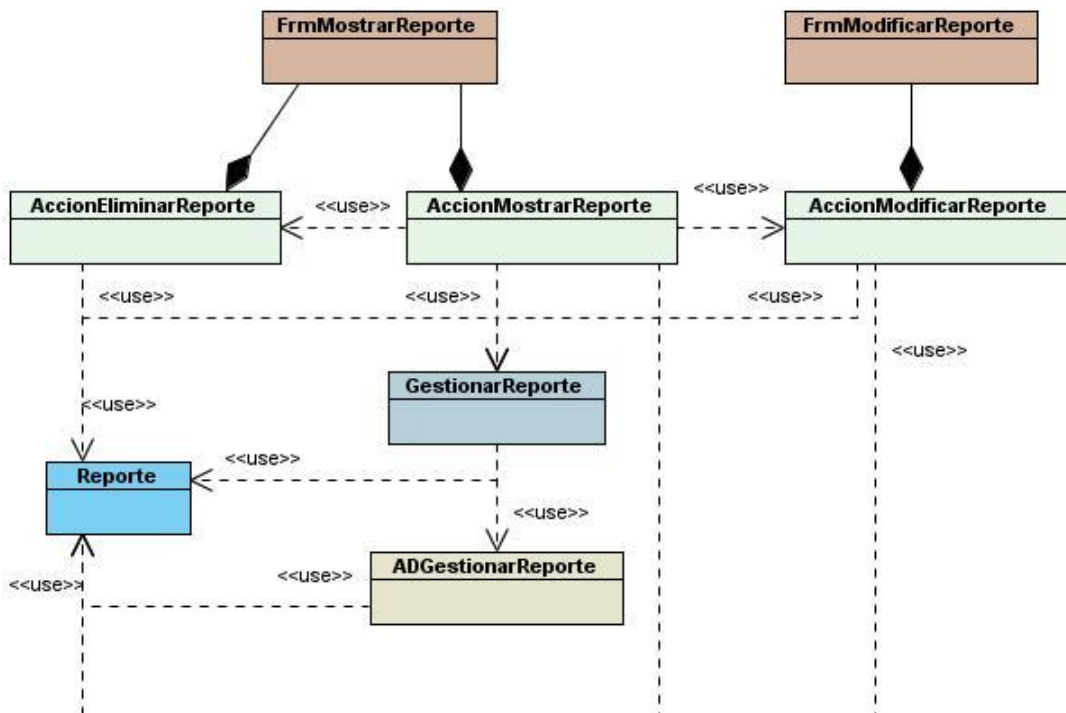 FrmMostrarReporte
FrmModificarReporte
AccionEliminarReporte
<<use>>
AccionMostrarReporte
<<use>>
AccionModificarReporte
<<use>>
<<use>>
<<use>>
<<use>>
GestionarReporte
<<use>>
<<use>>
Reporte
<<use>>
ADGestionarReporte
<<use>>
<<use>>